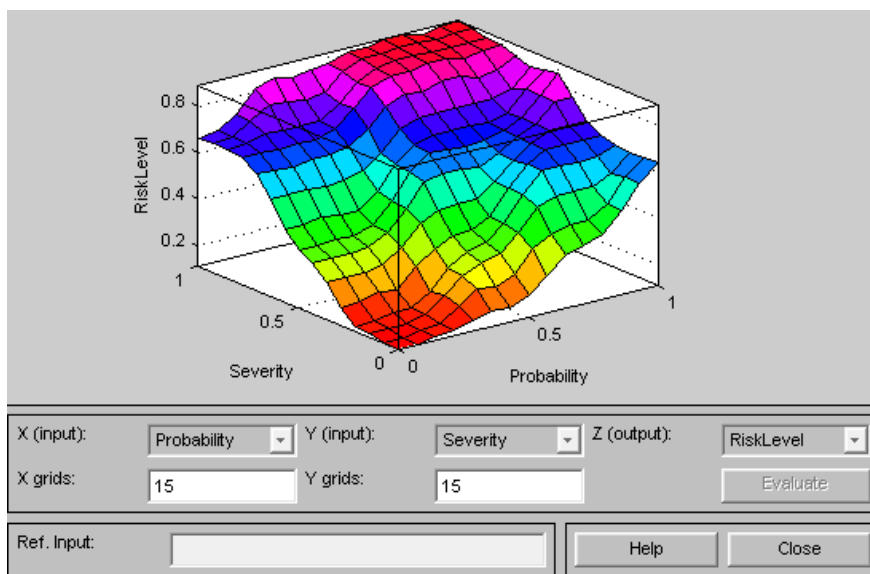 0.8
0.6
0.4
0.2
RiskLevel
1
0.5
0
Severity
0
0.5
1
Probability
X (input): Probability Y (input): Severity Z (output): RiskLevel
X grids: 15 Y grids: 15 Evaluate
Ref. Input: Help Close